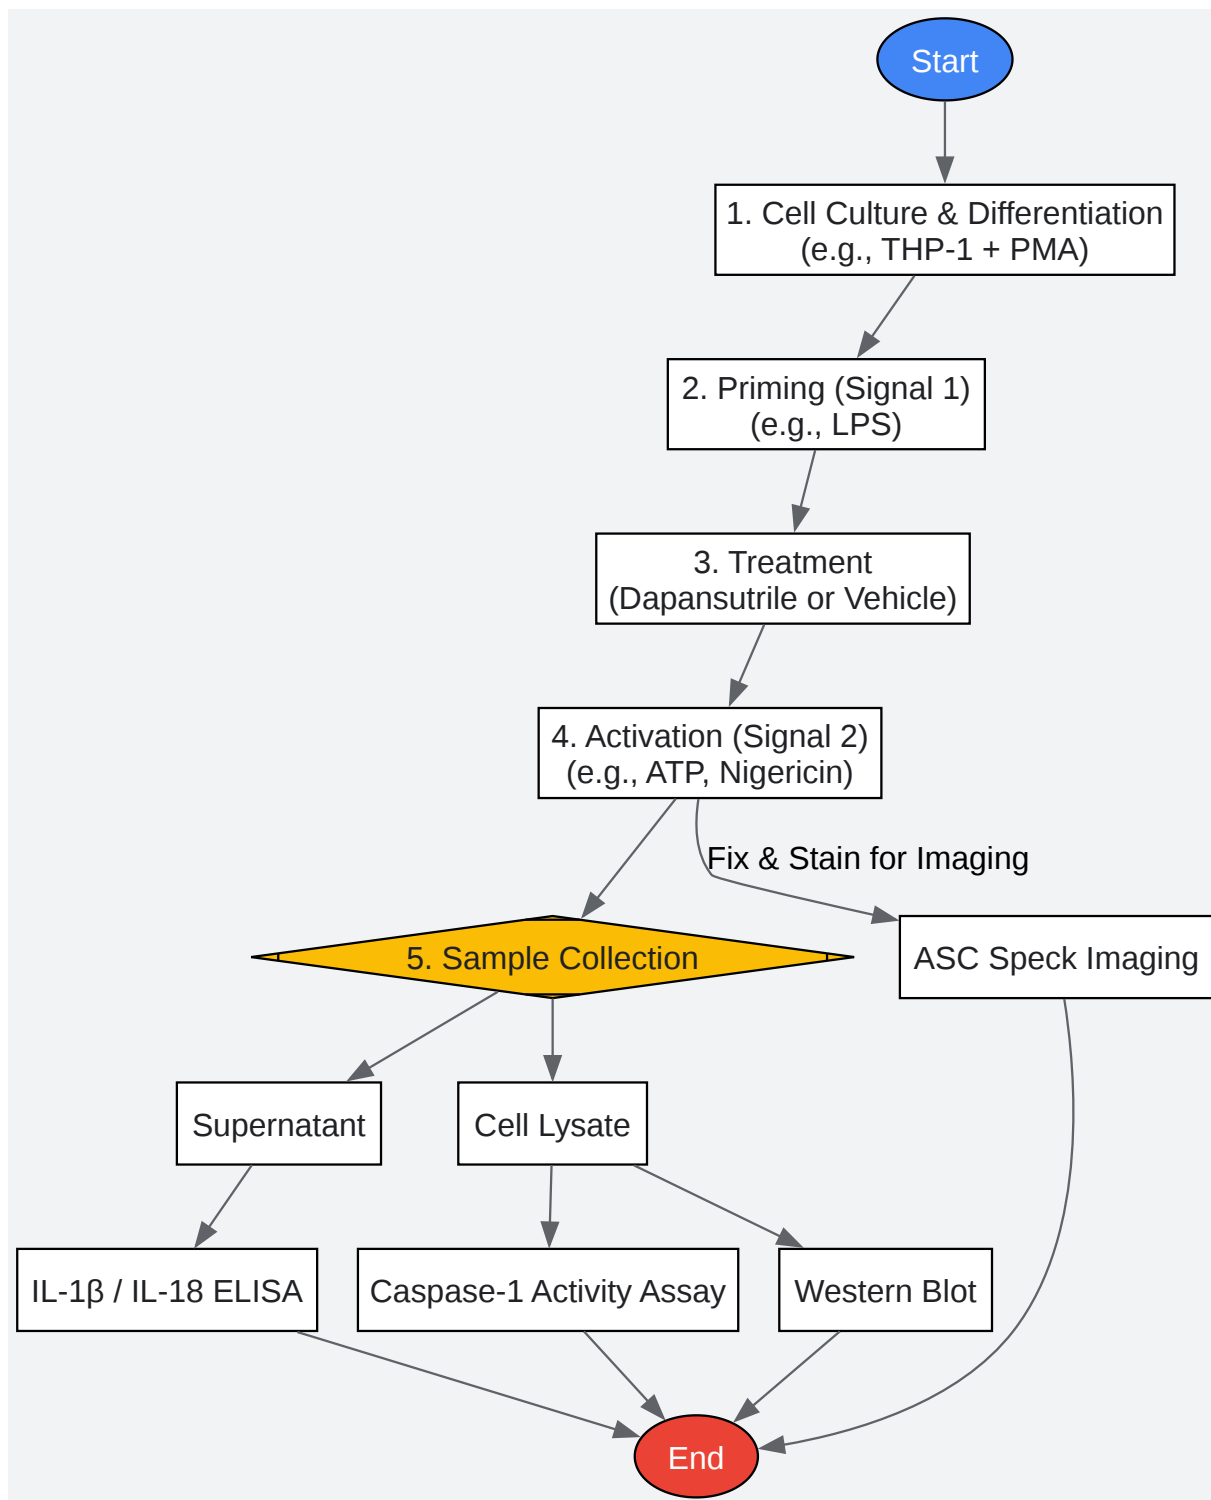 Start
1. Cell Culture & Differentiation
(e.g., THP-1 + PMA)
2. Priming (Signal 1)
(e.g., LPS)
3. Treatment
(Dapansutrile or Vehicle)
4. Activation (Signal 2)
(e.g., ATP, Nigericin)
Fix & Stain for Imaging
5. Sample Collection
ASC Speck Imaging
Supernatant
Cell Lysate
IL-1β / IL-18 ELISA
Caspase-1 Activity Assay
Western Blot
End